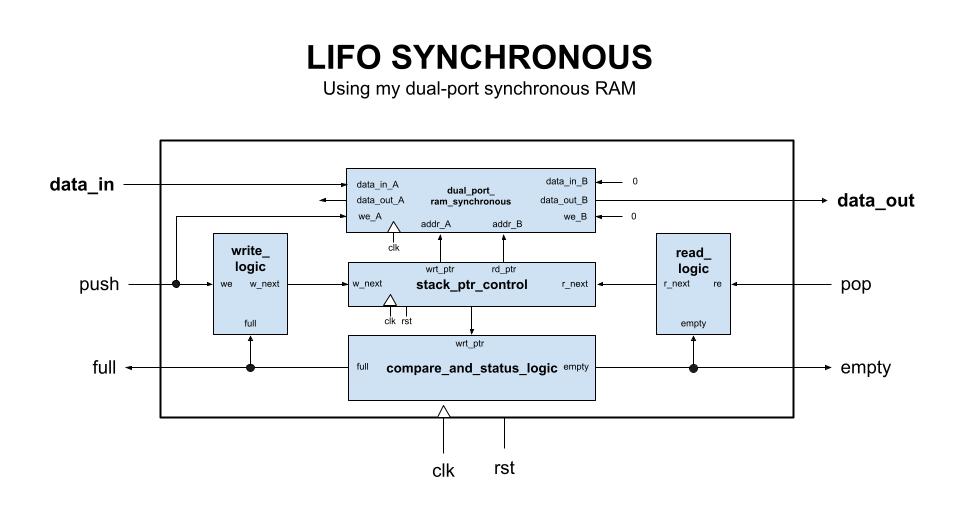 LIFO SYNCHRONOUS
Using my dual-port synchronous RAM
data_in
data_in_A
data_out_A
we_A
clk
dual_port_
ram_synchronous
addr_A
addr_B
data_in_B
data_out_B
we_B
0
0
data_out
push
write_
logic
we
w_next
full
wrt_ptr
rd_ptr
w_next
stack_ptr_control
r_next
clk
rst
read_
logic
r_next
re
empty
pop
full
wrt_ptr
full
compare_and_status_logic
empty
empty
clk
rst